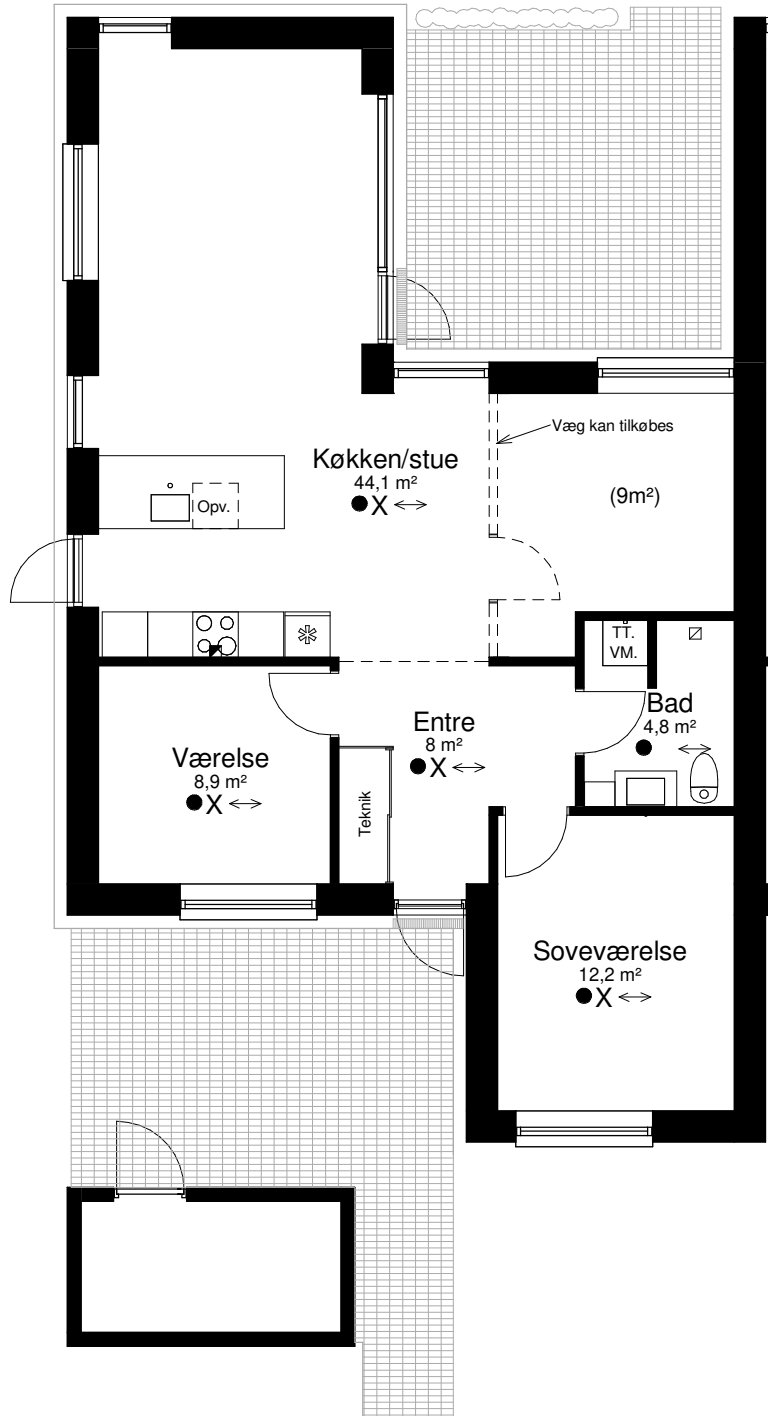 Væg kan tilkøbes
Køkken/stue
44,1 m²
X
(9m²)
Opv.
TT.
VM.
Bad
4,8 m²
Entre
8 m²
X
Værelse
8,9 m²
X
Teknik
Soveværelse
12,2 m²
X